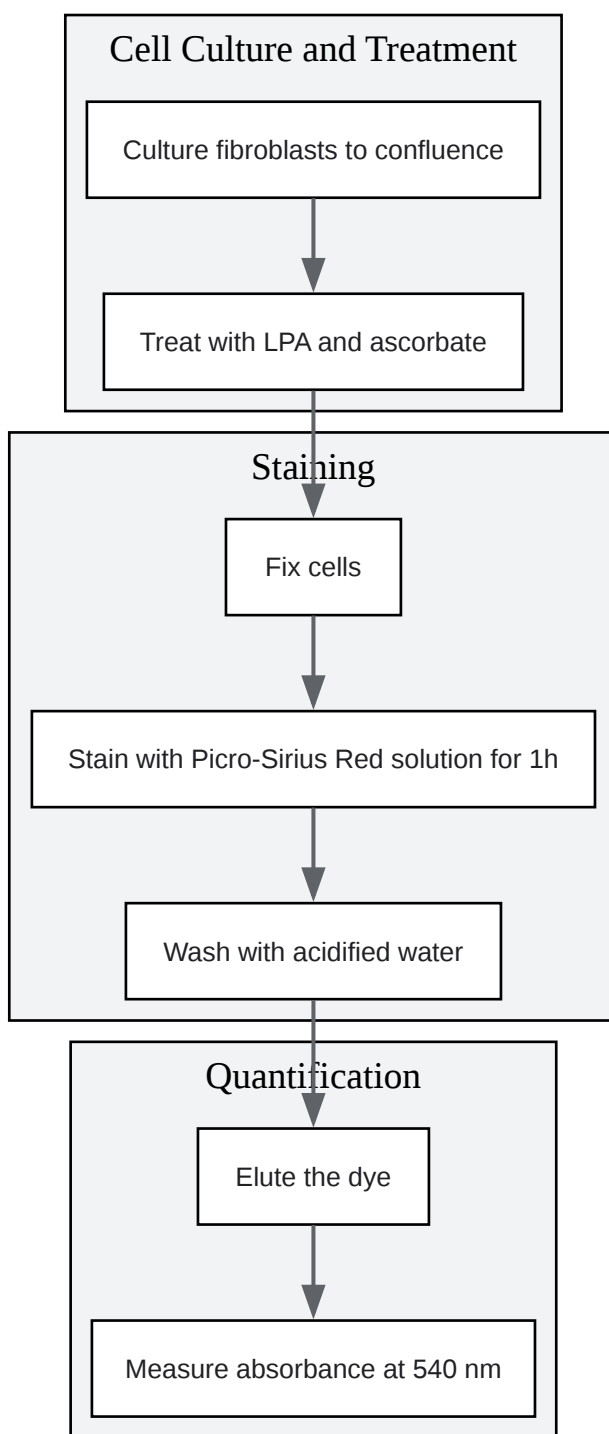 Cell Culture and Treatment
Culture fibroblasts to confluence
Treat with LPA and ascorbate
Staining
Fix cells
Stain with Picro-Sirius Red solution for 1h
Wash with acidified water
Quantification
Elute the dye
Measure absorbance at 540 nm